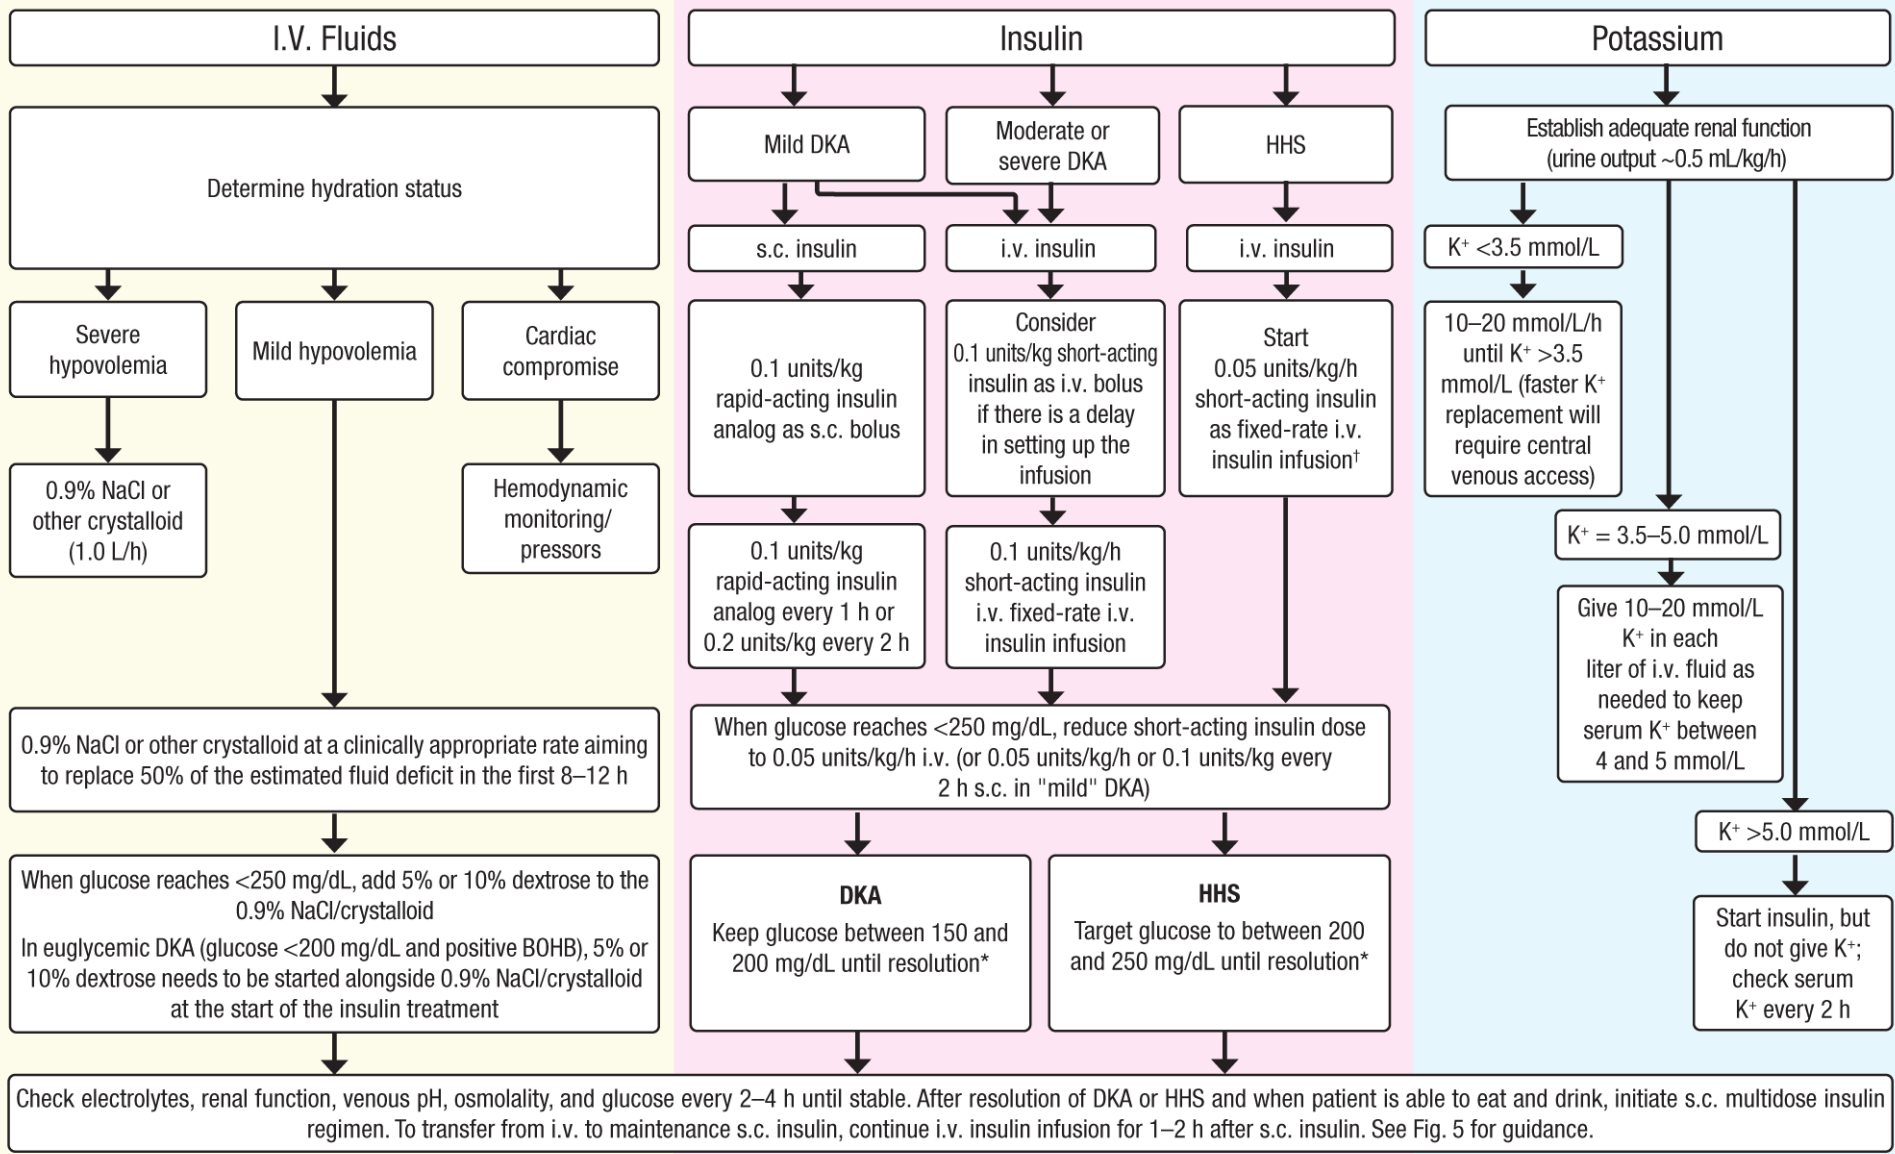 I.V. Fluids
Determine hydration status
Severe
hypovolemia
Mild hypovolemia
Cardiac
compromise
0.9% NaCl or
other crystalloid
(1.0 L/h)
Hemodynamic
monitoring/
pressors
0.9% NaCl or other crystalloid at a clinically appropriate rate aiming
to replace 50% of the estimated fluid deficit in the first 8–12 h
When glucose reaches <250 mg/dL, add 5% or 10% dextrose to the
0.9% NaCl/crystalloid
In euglycemic DKA (glucose <200 mg/dL and positive BOHB), 5% or
10% dextrose needs to be started alongside 0.9% NaCl/crystalloid
at the start of the insulin treatment
Insulin
Mild DKA
Moderate or
severe DKA
HHS
s.c. insulin
i.v. insulin
i.v. insulin
0.1 units/kg
rapid-acting insulin
analog as s.c. bolus
Consider
0.1 units/kg short-acting
insulin as i.v. bolus
if there is a delay
in setting up the
infusion
Start
0.05 units/kg/h
short-acting insulin
as fixed-rate i.v.
insulin infusion†
0.1 units/kg
rapid-acting insulin
analog every 1 h or
0.2 units/kg every 2 h
0.1 units/kg/h
short-acting insulin
i.v. fixed-rate i.v.
insulin infusion
When glucose reaches <250 mg/dL, reduce short-acting insulin dose
to 0.05 units/kg/h i.v. (or 0.05 units/kg/h or 0.1 units/kg every
2 h s.c. in "mild" DKA)
DKA
Keep glucose between 150 and
200 mg/dL until resolution*
HHS
Target glucose to between 200
and 250 mg/dL until resolution*
Potassium
Establish adequate renal function
(urine output ~0.5 mL/kg/h)
K⁺ <3.5 mmol/L
10–20 mmol/L/h
until K⁺ >3.5
mmol/L (faster K⁺
replacement will
require central
venous access)
K⁺ = 3.5–5.0 mmol/L
Give 10–20 mmol/L
K⁺ in each
liter of i.v. fluid as
needed to keep
serum K⁺ between
4 and 5 mmol/L
K⁺ >5.0 mmol/L
Start insulin, but
do not give K⁺;
check serum
K⁺ every 2 h
Check electrolytes, renal function, venous pH, osmolality, and glucose every 2–4 h until stable. After resolution of DKA or HHS and when patient is able to eat and drink, initiate s.c. multidose insulin
regimen. To transfer from i.v. to maintenance s.c. insulin, continue i.v. insulin infusion for 1–2 h after s.c. insulin. See Fig. 5 for guidance.